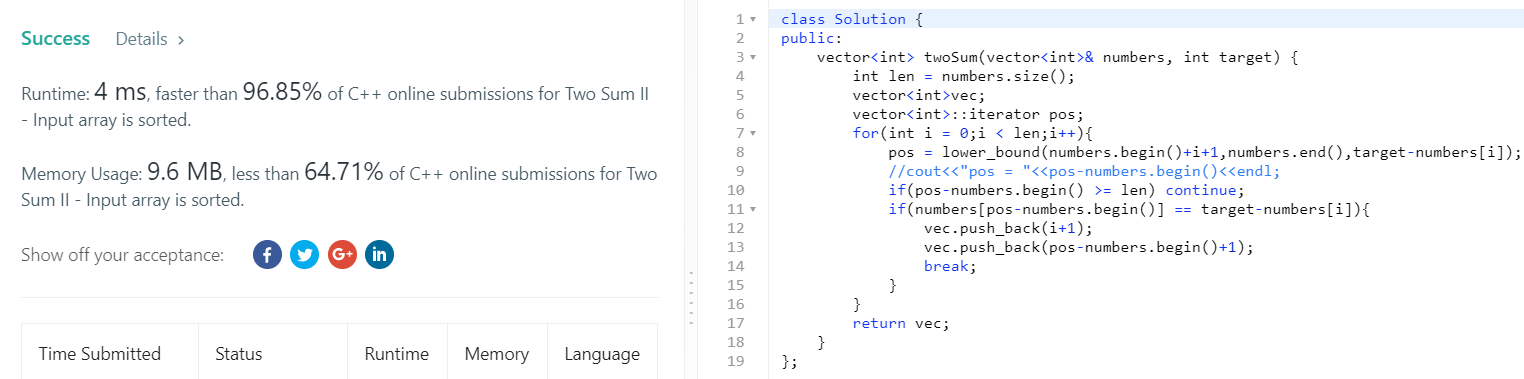 Success Details >
Runtime: 4 ms, faster than 96.85% of C++ online submissions for Two Sum II
- Input array is sorted.
Memory Usage: 9.6 MB, less than 64.71% of C++ online submissions for Two
Sum II - Input array is sorted.
Show off your acceptance: f G+ in
Time Submitted Status Runtime Memory Language
1 class Solution {
2 public:
3     vector<int> twoSum(vector<int>& numbers, int target) {
4         int len = numbers.size();
5         vector<int>vec;
6         vector<int>::iterator pos;
7         for(int i = 0;i < len;i++){
8             pos = lower_bound(numbers.begin()+i+1,numbers.end(),target-numbers[i]);
9             //cout<<"pos = "<<pos-numbers.begin()<<endl;
10             if(pos-numbers.begin() >= len) continue;
11             if(numbers[pos-numbers.begin()] == target-numbers[i]){
12                 vec.push_back(i+1);
13                 vec.push_back(pos-numbers.begin()+1);
14                 break;
15             }
16         }
17         return vec;
18     }
19 };